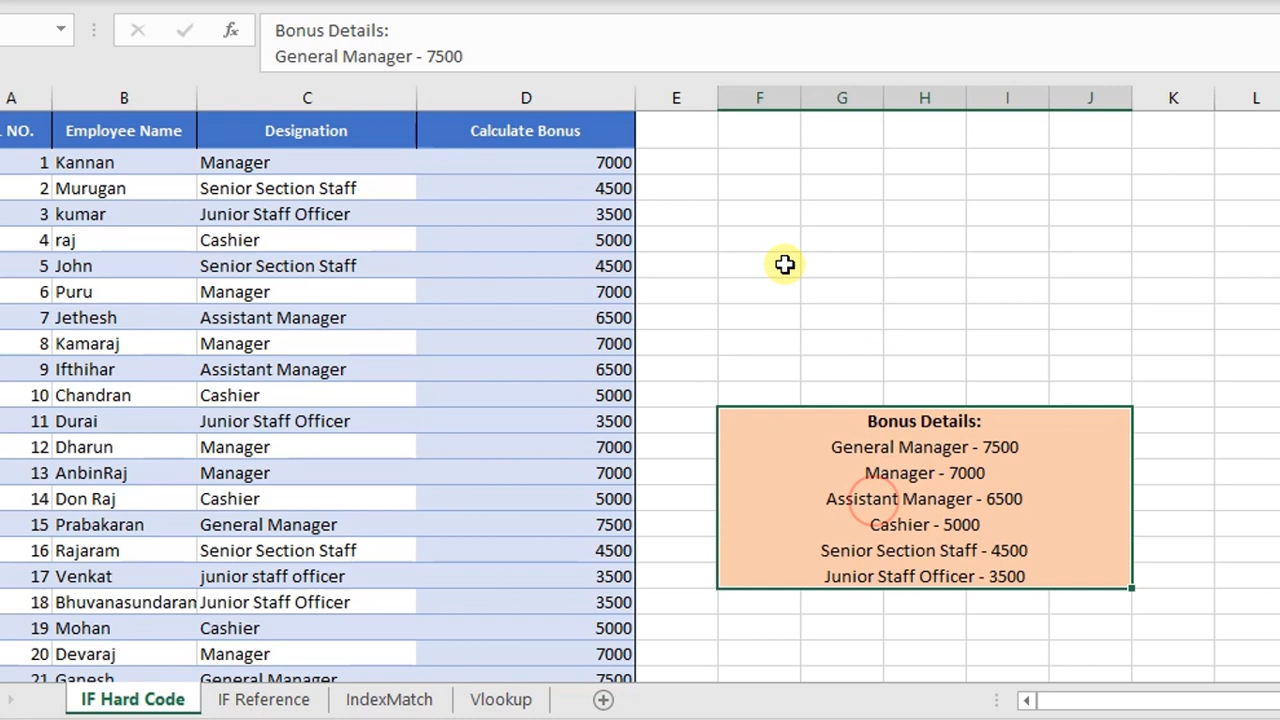 fx
Bonus Details:
General Manager - 7500
A B C D E F G H I J K L
NO. Employee Name Designation Calculate Bonus
1 Kannan Manager 7000
2 Murugan Senior Section Staff 4500
3 kumar Junior Staff Officer 3500
4 raj Cashier 5000
5 John Senior Section Staff 4500
6 Puru Manager 7000
7 Jethesh Assistant Manager 6500
8 Kamaraj Manager 7000
9 Ifthihar Assistant Manager 6500
10 Chandran Cashier 5000
11 Durai Junior Staff Officer 3500
12 Dharun Manager 7000
13 AnbinRaj Manager 7000
14 Don Raj Cashier 5000
15 Prabakaran General Manager 7500
16 Rajaram Senior Section Staff 4500
17 Venkat junior staff officer 3500
18 Bhuvanasundaran Junior Staff Officer 3500
19 Mohan Cashier 5000
20 Devaraj Manager 7000
21 Ganesh General Manager 7500
Bonus Details:
General Manager - 7500
Manager - 7000
Assistant Manager - 6500
Cashier - 5000
Senior Section Staff - 4500
Junior Staff Officer - 3500
IF Hard Code IF Reference IndexMatch Vlookup